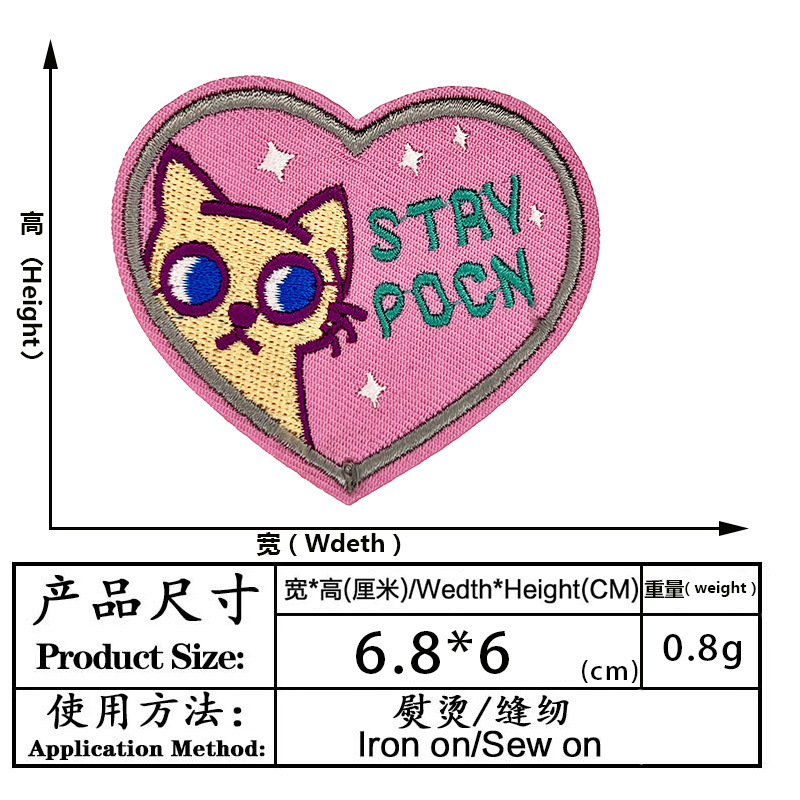 STAY
POCN
高（Height）
宽（Wdeth）
产品尺寸
Product Size:
宽*高(厘米)/Wedth*Height(CM)
重量( weight )
6.8*6 (cm)
0.8g
使用方法:
Application Method:
熨烫/缝纫
Iron on/Sew on